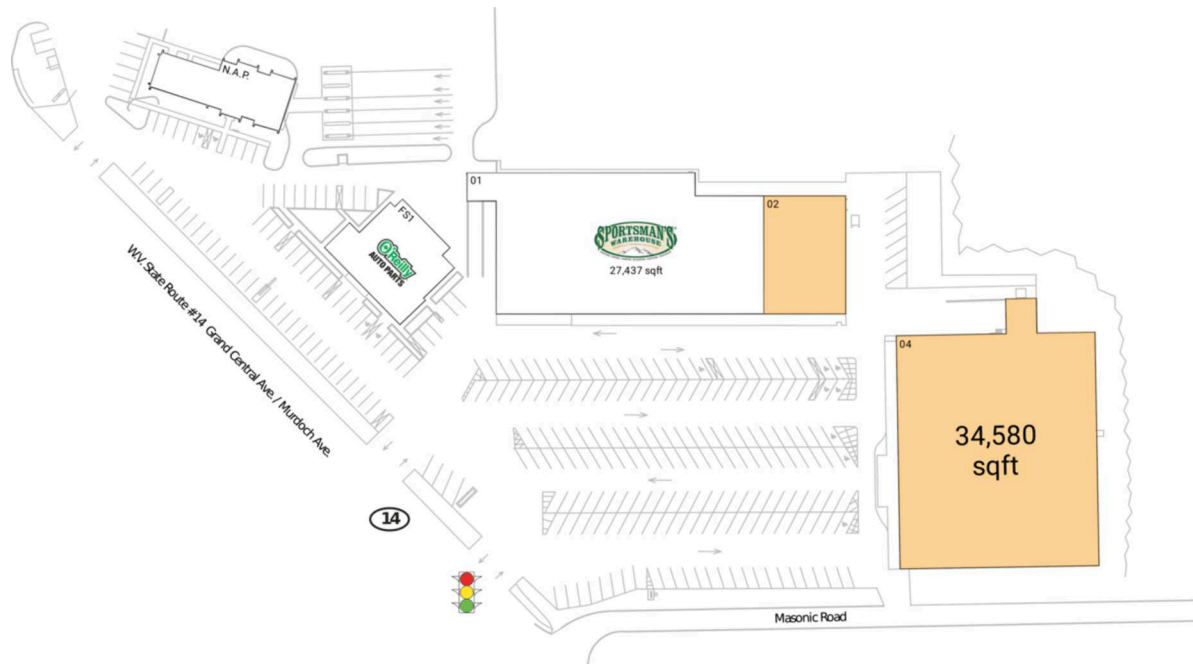 N.A.P.
01
02
FS1
O'Reilly
AUTO PARTS
SPORTSMAN'S
WAREHOUSE
27,437 sqft
W.V. State Route #14 Grand Central Ave. / Murdoch Ave.
04
34,580
sqft
14
Masonic Road